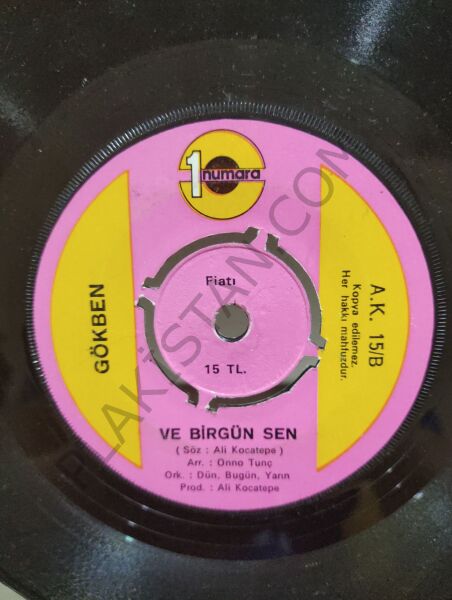 1 numara
GÖKBEN
A.K. 15/B
Kopya edilemez.
Her hakkı mahfuzdur.
Fiatı
15 TL.
VE BİRGÜN SEN
( Söz : Ali Kocatepe )
Arr. : Onno Tunç
Ork. : Dün, Bugün, Yarın
Prod. : Ali Kocatepe
PLAKİSTAN.COM